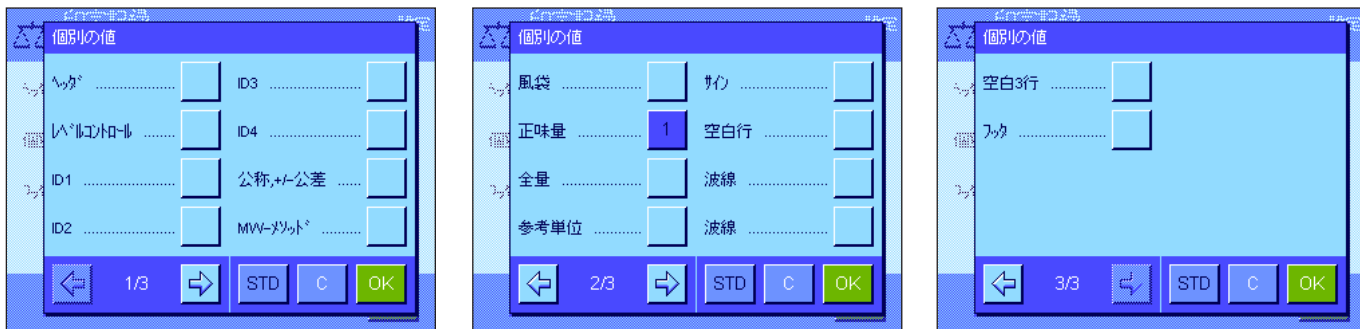 個別の値
ﾍｯﾀﾞ
ﾚﾍﾞﾙｺﾝﾄﾛｰﾙ
ID1
ID2
ID3
ID4
公称,+/-公差
MW-ﾒｿｯﾄﾞ
1/3
STD
C
OK
個別の値
風袋
正味量
1
全量
参考単位
ｻｲﾝ
空白行
波線
波線
2/3
STD
C
OK
個別の値
空白3行
ﾌｯﾀ
3/3
STD
C
OK